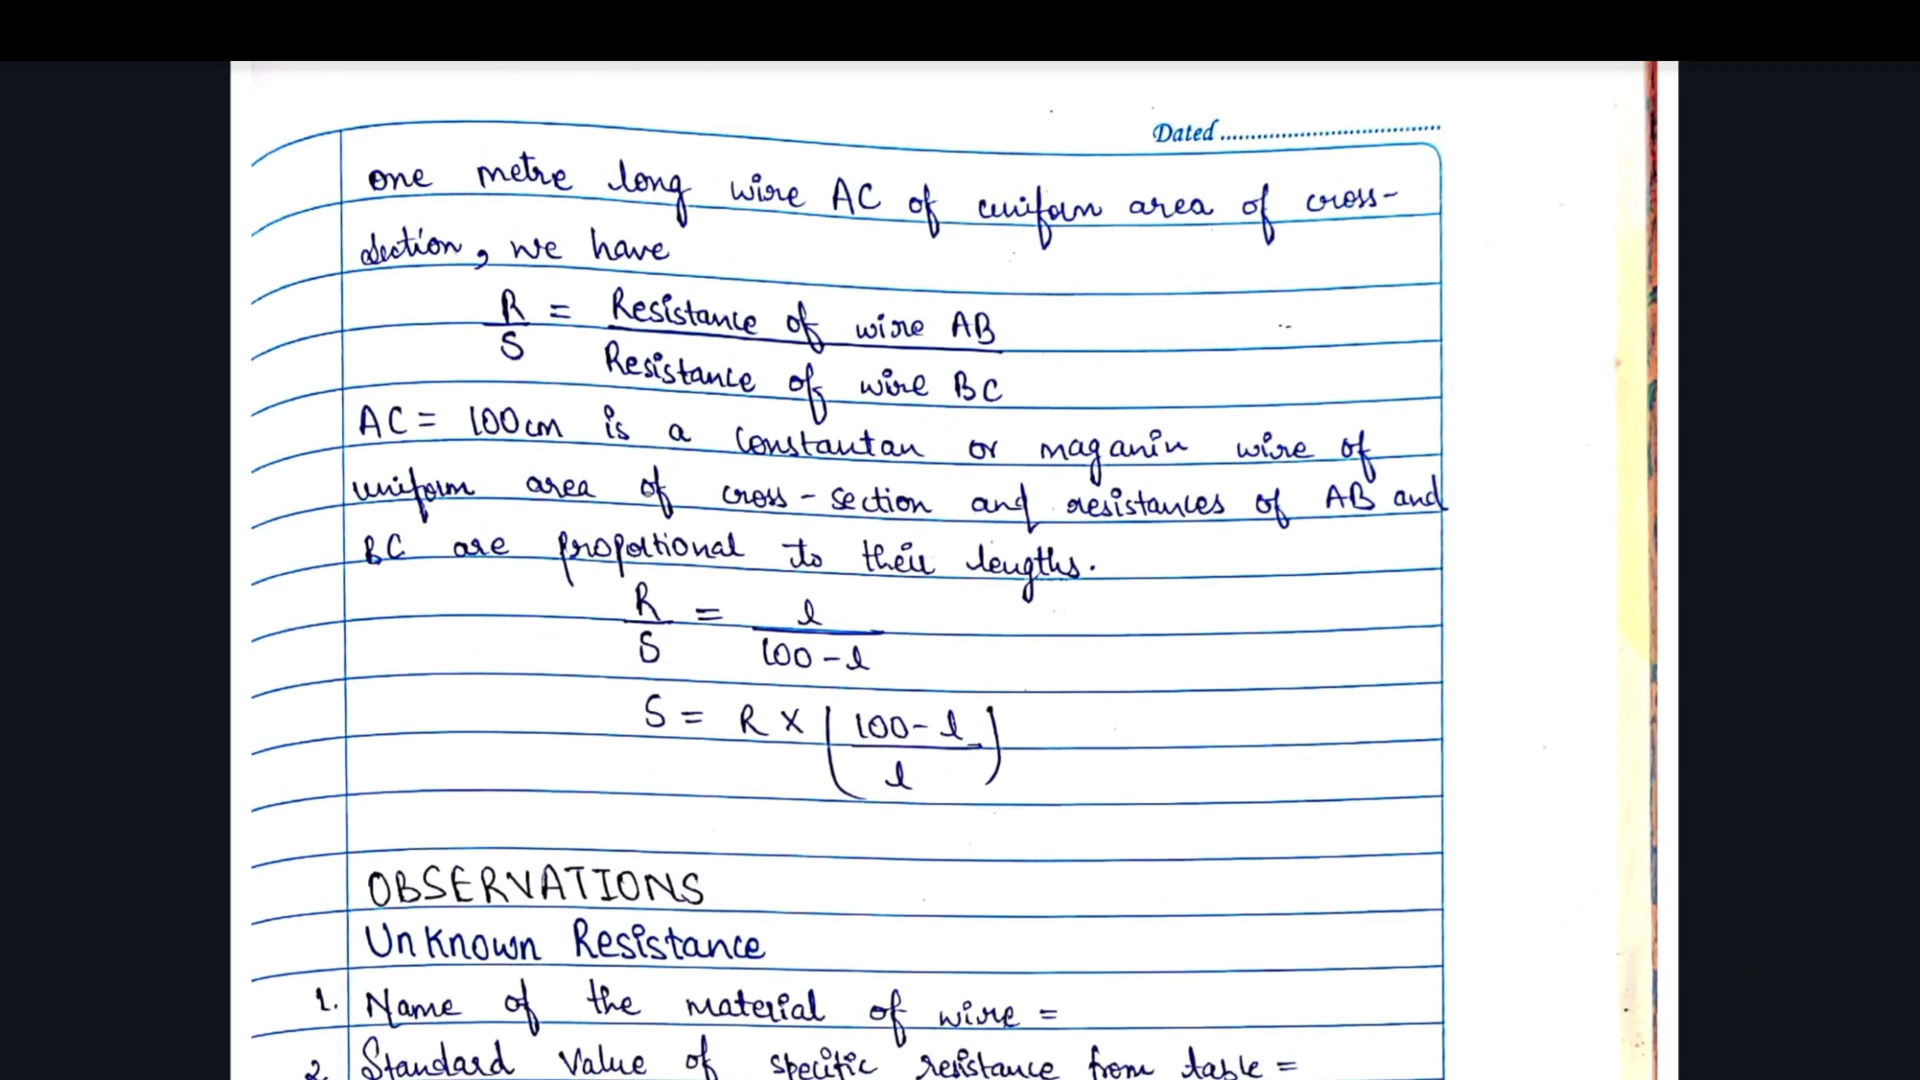 Dated
one metre long wire AC of uniform area of cross-
section, we have
R/S = Resistance of wire AB / Resistance of wire BC
AC = 100cm is a constantan or maganin wire of
uniform area of cross-section and resistances of AB and
BC are proportional to their lengths.
R/S = l / 100-l
S = R x (100-l / l)
OBSERVATIONS
Unknown Resistance
1. Name of the material of wire =
2. Standard value of specific resistance from table =